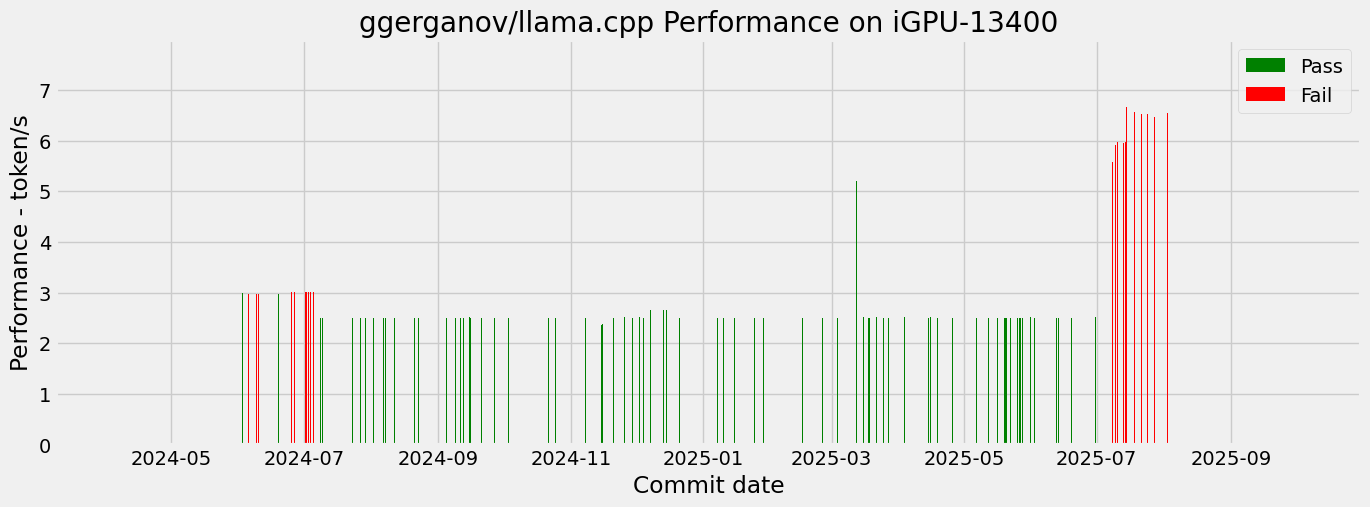 ggerganov/llama.cpp Performance on iGPU-13400
Performance - token/s
7
6
5
4
3
2
1
0
Pass
Fail
2024-05 2024-07 2024-09 2024-11 2025-01 2025-03 2025-05 2025-07 2025-09
Commit date